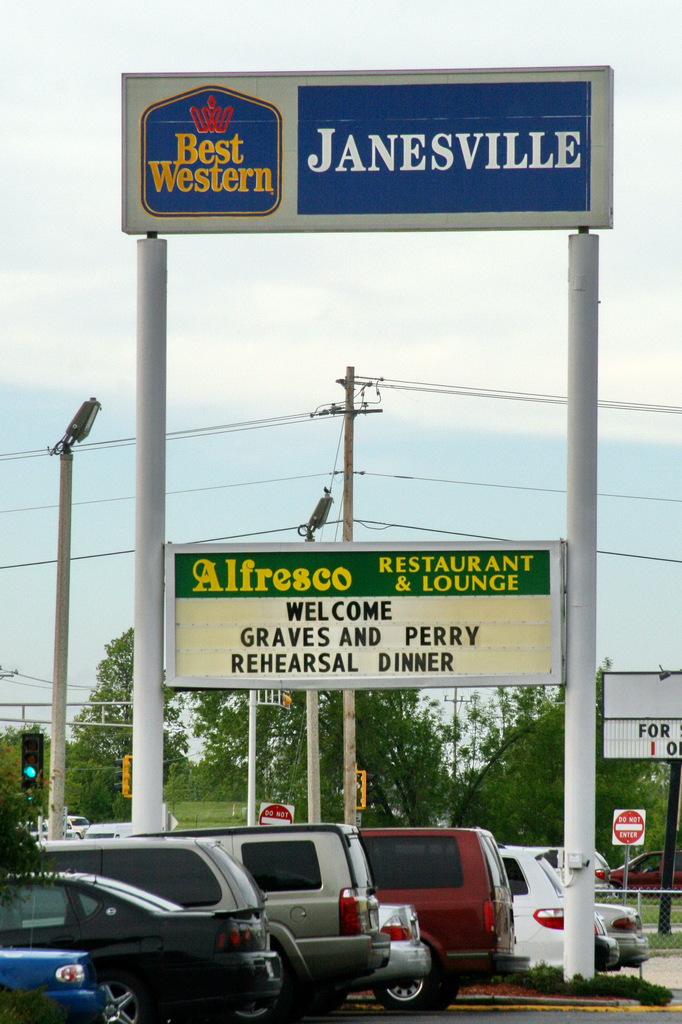 Best
Western
JANESVILLE
Alfresco RESTAURANT
& LOUNGE
WELCOME
GRAVES AND PERRY
REHEARSAL DINNER
FOR
DO NOT
DO NOT
ENTER